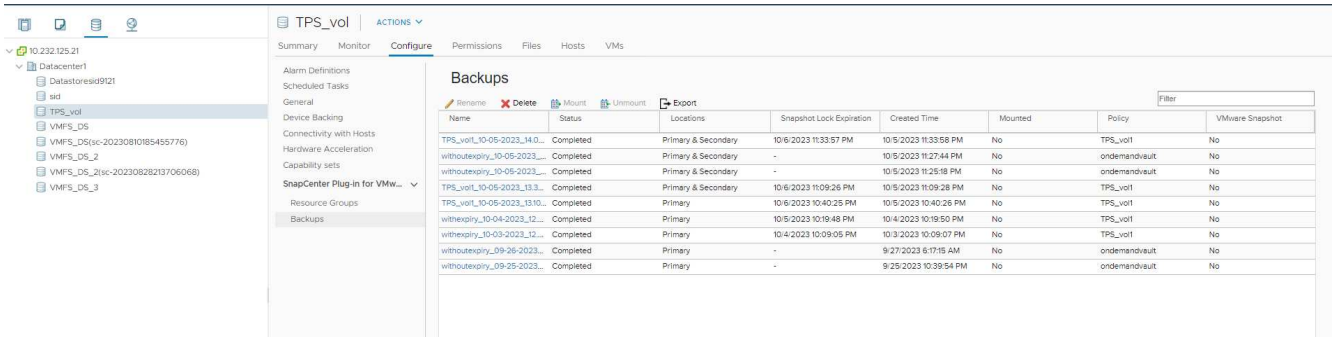 TPS_vol ACTIONS
Summary Monitor Configure Permissions Files Hosts VMs
10.232.125.21
Datacenter1
Datastoresid9121
sid
TPS_vol
VMFS_DS
VMFS_DS(sc-20230810185455776)
VMFS_DS_2
VMFS_DS_2(sc-20230828213706068)
VMFS_DS_3
Alarm Definitions
Scheduled Tasks
General
Device Backing
Connectivity with Hosts
Hardware Acceleration
Capability sets
SnapCenter Plug-in for VMw...
Resource Groups
Backups
Backups
Rename Delete Mount Unmount Export Filter
Name Status Locations Snapshot Lock Expiration Created Time Mounted Policy VMware Snapshot
TPS_vol1_10-05-2023_14.0... Completed Primary & Secondary 10/6/2023 11:33:57 PM 10/5/2023 11:33:58 PM No TPS_vol1 No
withoutexpiry_10-05-2023_... Completed Primary & Secondary - 10/5/2023 11:27:44 PM No ondemandvault No
withoutexpiry_10-05-2023_... Completed Primary & Secondary - 10/5/2023 11:25:18 PM No ondemandvault No
TPS_vol1_10-05-2023_13.3... Completed Primary & Secondary 10/6/2023 11:09:26 PM 10/5/2023 11:09:28 PM No TPS_vol1 No
TPS_vol1_10-05-2023_13.10... Completed Primary 10/6/2023 10:40:25 PM 10/5/2023 10:40:26 PM No TPS_vol1 No
withexpiry_10-04-2023_12.... Completed Primary 10/5/2023 10:19:48 PM 10/4/2023 10:19:50 PM No TPS_vol1 No
withexpiry_10-03-2023_12.... Completed Primary 10/4/2023 10:09:05 PM 10/3/2023 10:09:07 PM No TPS_vol1 No
withoutexpiry_09-26-2023... Completed Primary - 9/27/2023 6:17:15 AM No ondemandvault No
withoutexpiry_09-25-2023... Completed Primary - 9/25/2023 10:39:54 PM No ondemandvault No